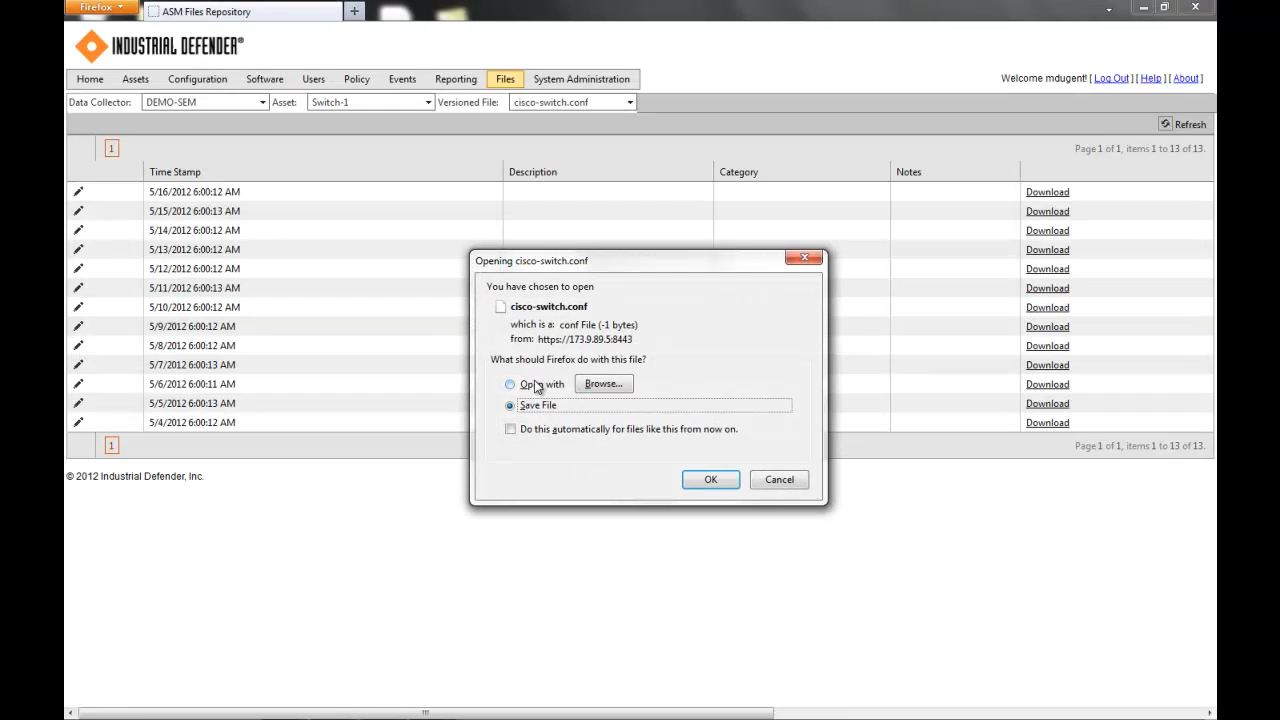 Firefox
ASM Files Repository
INDUSTRIAL DEFENDER®
Home Assets Configuration Software Users Policy Events Reporting Files System Administration
Welcome mdugent! [ Log Out ] [ Help ] [ About ]
Data Collector: DEMO-SEM Asset: Switch-1 Versioned File: cisco-switch.conf
Refresh
1 Page 1 of 1, items 1 to 13 of 13.
Time Stamp Description Category Notes
5/16/2012 6:00:12 AM Download
5/15/2012 6:00:13 AM Download
5/14/2012 6:00:12 AM Download
5/13/2012 6:00:12 AM Download
5/12/2012 6:00:12 AM Download
5/11/2012 6:00:13 AM Download
5/10/2012 6:00:12 AM Download
5/9/2012 6:00:12 AM Download
5/8/2012 6:00:12 AM Download
5/7/2012 6:00:13 AM Download
5/6/2012 6:00:11 AM Download
5/5/2012 6:00:13 AM Download
5/4/2012 6:00:12 AM Download
1 Page 1 of 1, items 1 to 13 of 13.
© 2012 Industrial Defender, Inc.
Opening cisco-switch.conf
You have chosen to open
cisco-switch.conf
which is a: conf File (-1 bytes)
from: https://173.9.89.5:8443
What should Firefox do with this file?
Open with Browse...
Save File
Do this automatically for files like this from now on.
OK Cancel